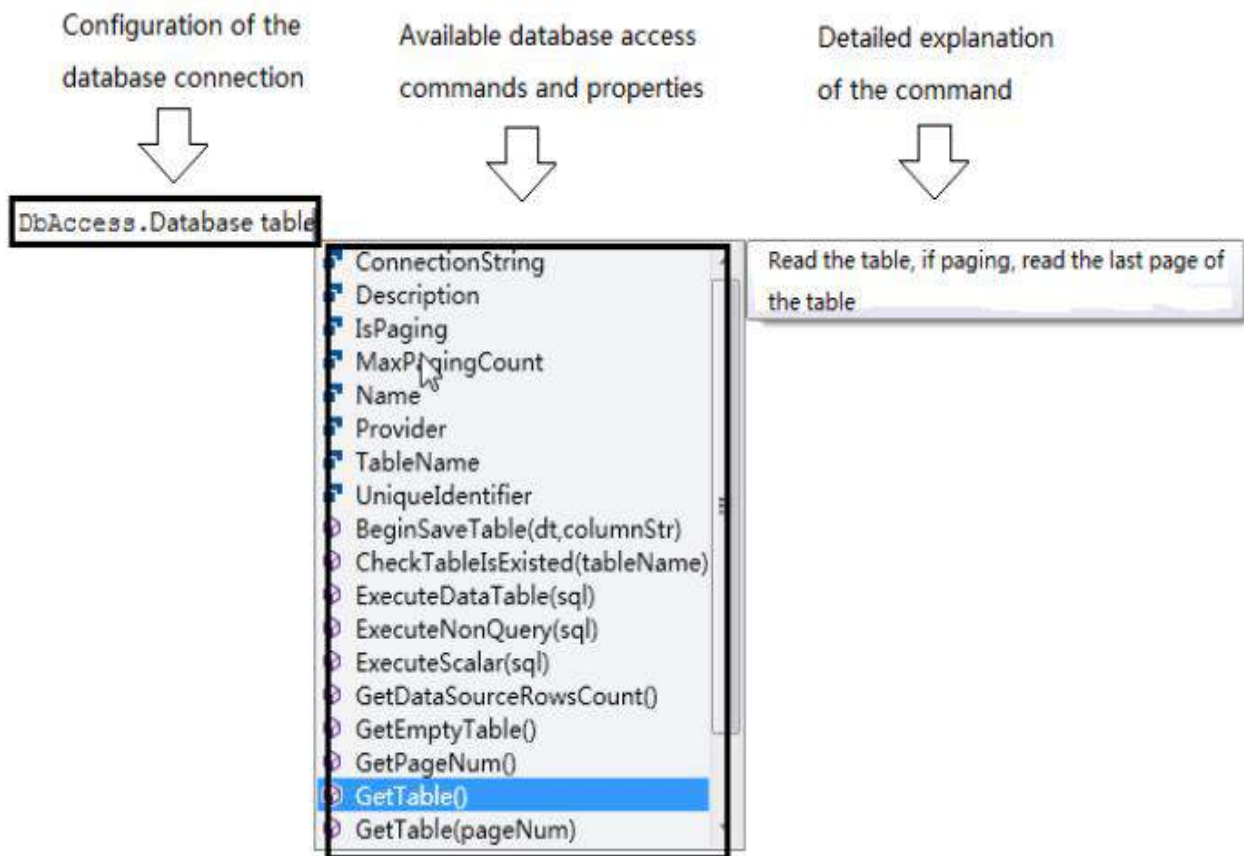 Configuration of the
database connection
Available database access
commands and properties
Detailed explanation
of the command
DbAccess.Database table
ConnectionString
Description
IsPaging
MaxPagingCount
Name
Provider
TableName
UniqueIdentifier
BeginSaveTable(dt,columnStr)
CheckTableIsExisted(tableName)
ExecuteDataTable(sql)
ExecuteNonQuery(sql)
ExecuteScalar(sql)
GetDataSourceRowsCount()
GetEmptyTable()
GetPageNum()
GetTable()
GetTable(pageNum)
Read the table, if paging, read the last page of
the table